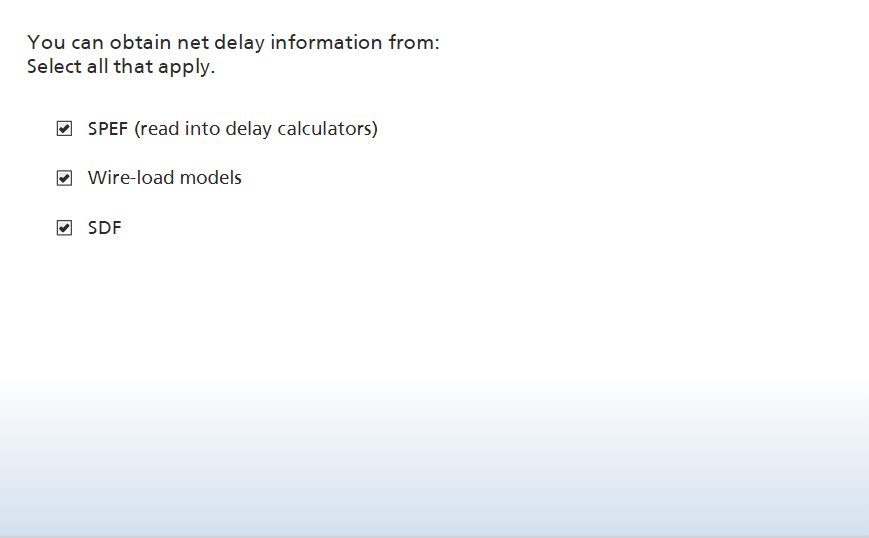 You can obtain net delay information from:
Select all that apply.
SPEF (read into delay calculators)
Wire-load models
SDF